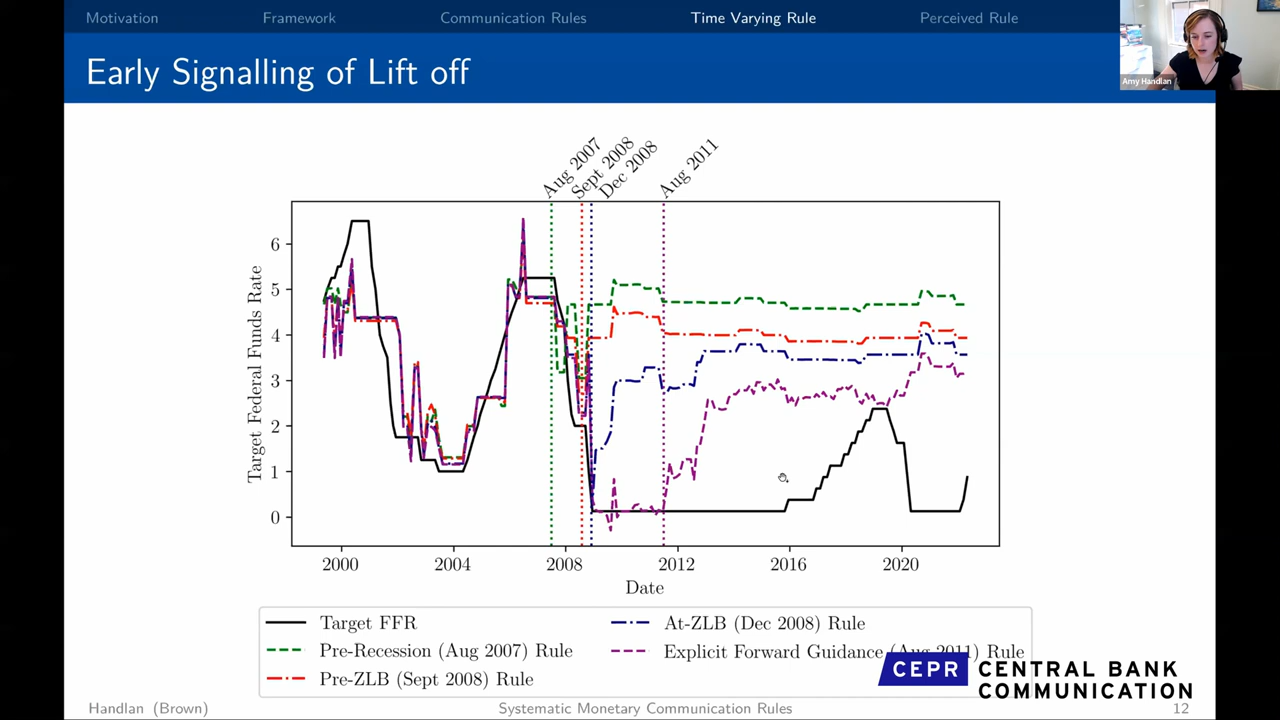 Motivation Framework Communication Rules Time Varying Rule Perceived Rule
Early Signalling of Lift off
Amy Handlan
Aug 2007
Sept 2008
Dec 2008
Aug 2011
Target Federal Funds Rate
6
5
4
3
2
1
0
2000 2004 2008 2012 2016 2020
Date
Target FFR
Pre-Recession (Aug 2007) Rule
Pre-ZLB (Sept 2008) Rule
At-ZLB (Dec 2008) Rule
Explicit Forward Guidance (Aug 2011) Rule
CEPR CENTRAL BANK
COMMUNICATION
Handlan (Brown) Systematic Monetary Communication Rules 12